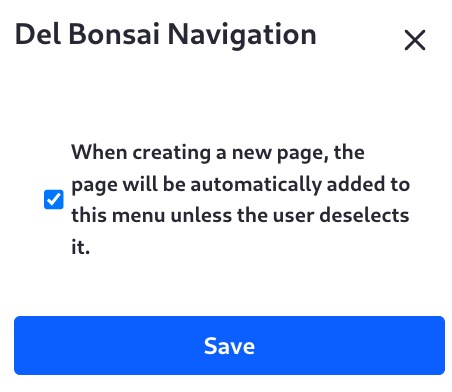 Del Bonsai Navigation
When creating a new page, the
page will be automatically added to
this menu unless the user deselects
it.
Save